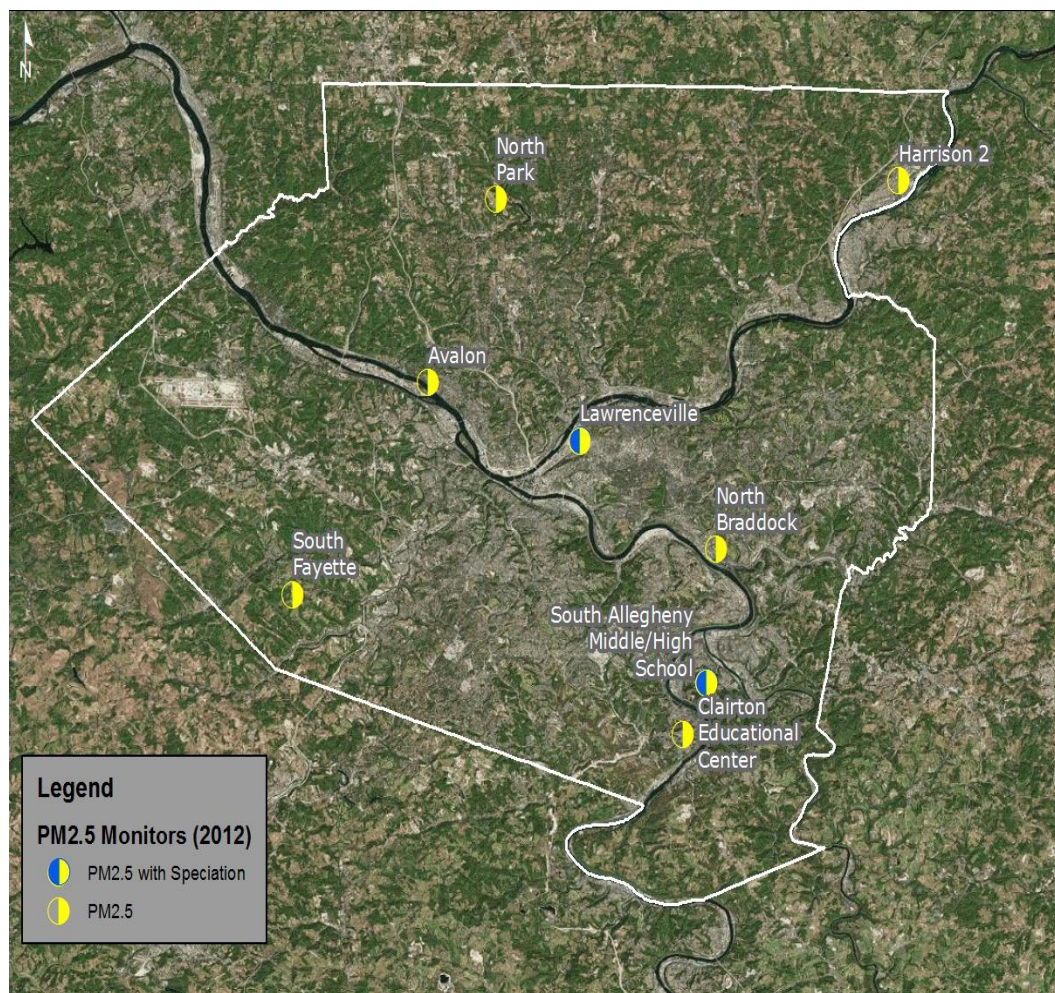 N
North
Park
Harrison 2
Avalon
Lawrenceville
North
Braddock
South
Fayette
South Allegheny
Middle/High
School
Clairton
Educational
Center
Legend
PM2.5 Monitors (2012)
PM2.5 with Speciation
PM2.5